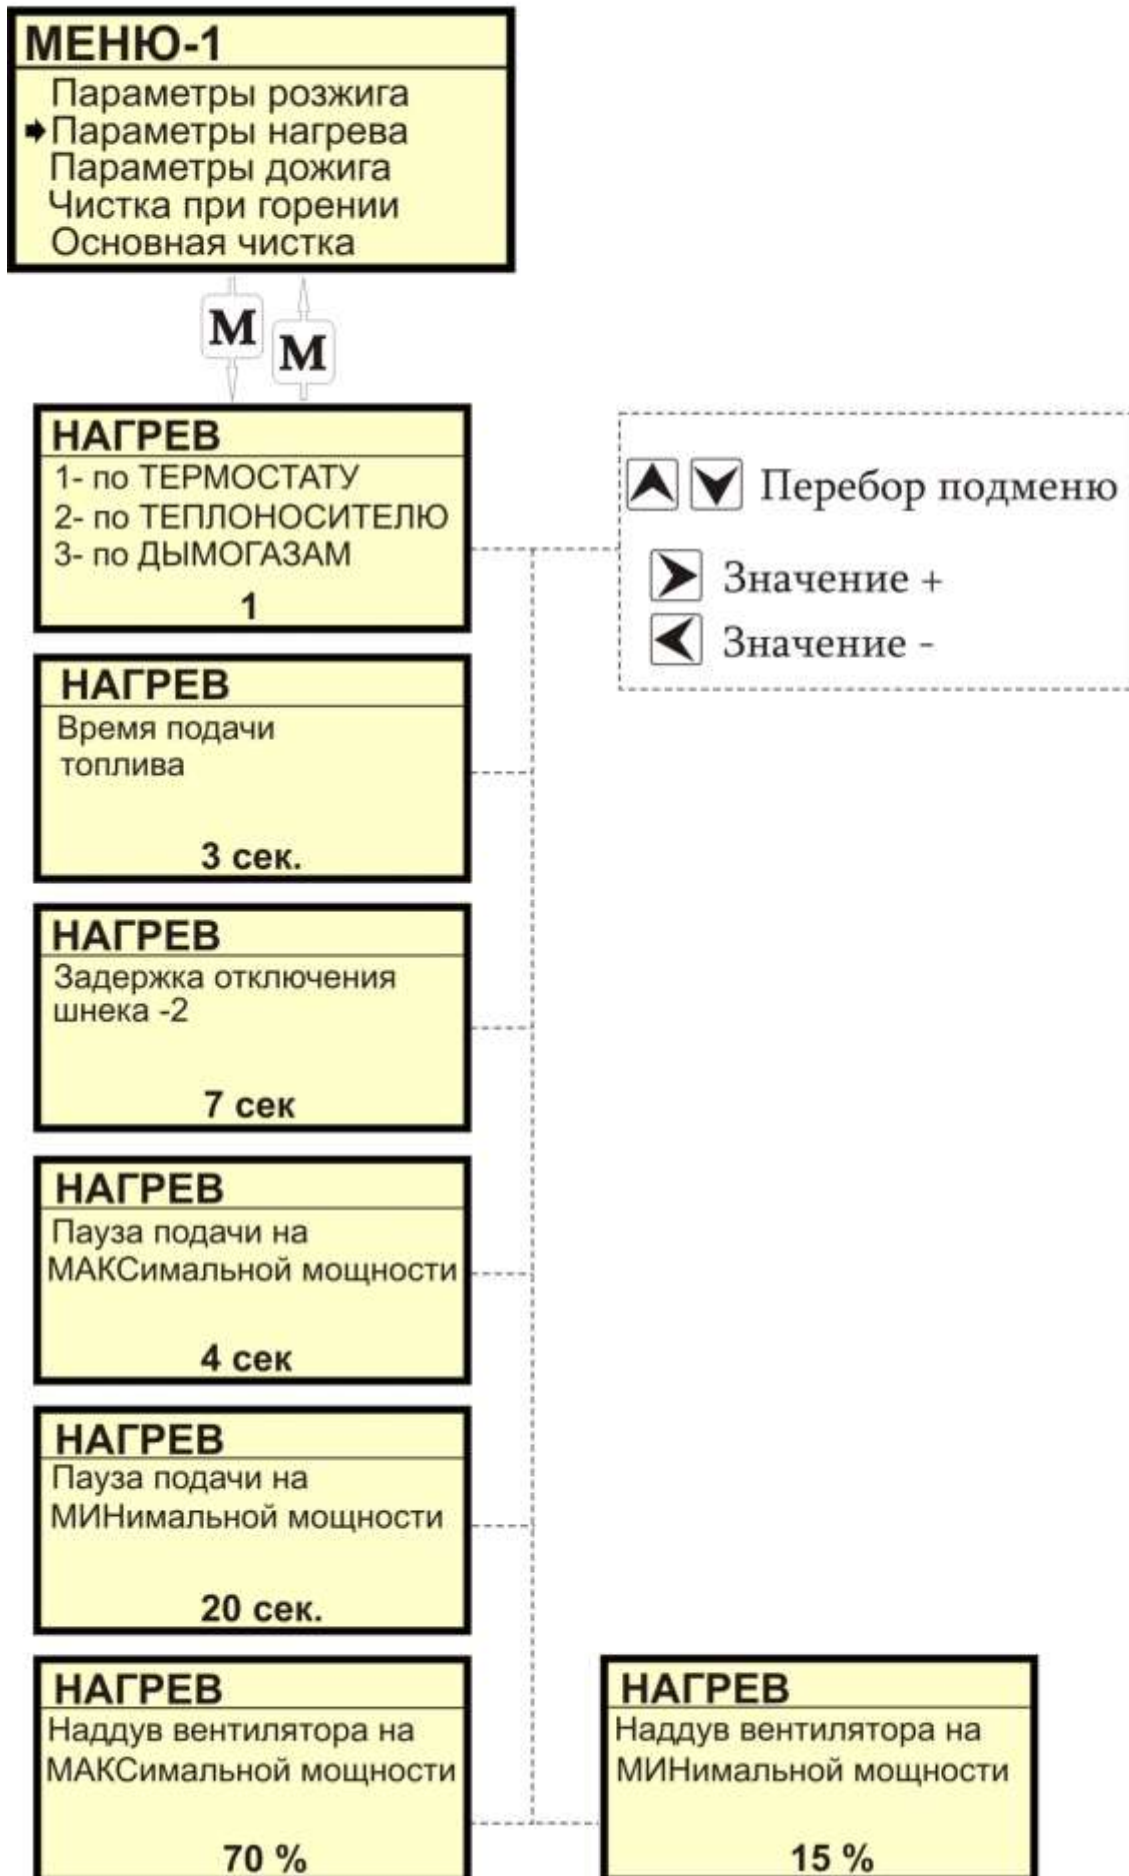 МЕНЮ-1
Параметры розжига
Параметры нагрева
Параметры дожига
Чистка при горении
Основная чистка
М
М
НАГРЕВ
1- по ТЕРМОСТАТУ
2- по ТЕПЛОНОСИТЕЛЮ
3- по ДЫМОГАЗАМ
1
Перебор подменю
Значение +
Значение -
НАГРЕВ
Время подачи
топлива
3 сек.
НАГРЕВ
Задержка отключения
шнека -2
7 сек
НАГРЕВ
Пауза подачи на
МАКСимальной мощности
4 сек
НАГРЕВ
Пауза подачи на
МИНимальной мощности
20 сек.
НАГРЕВ
Наддув вентилятора на
МАКСимальной мощности
70 %
НАГРЕВ
Наддув вентилятора на
МИНимальной мощности
15 %